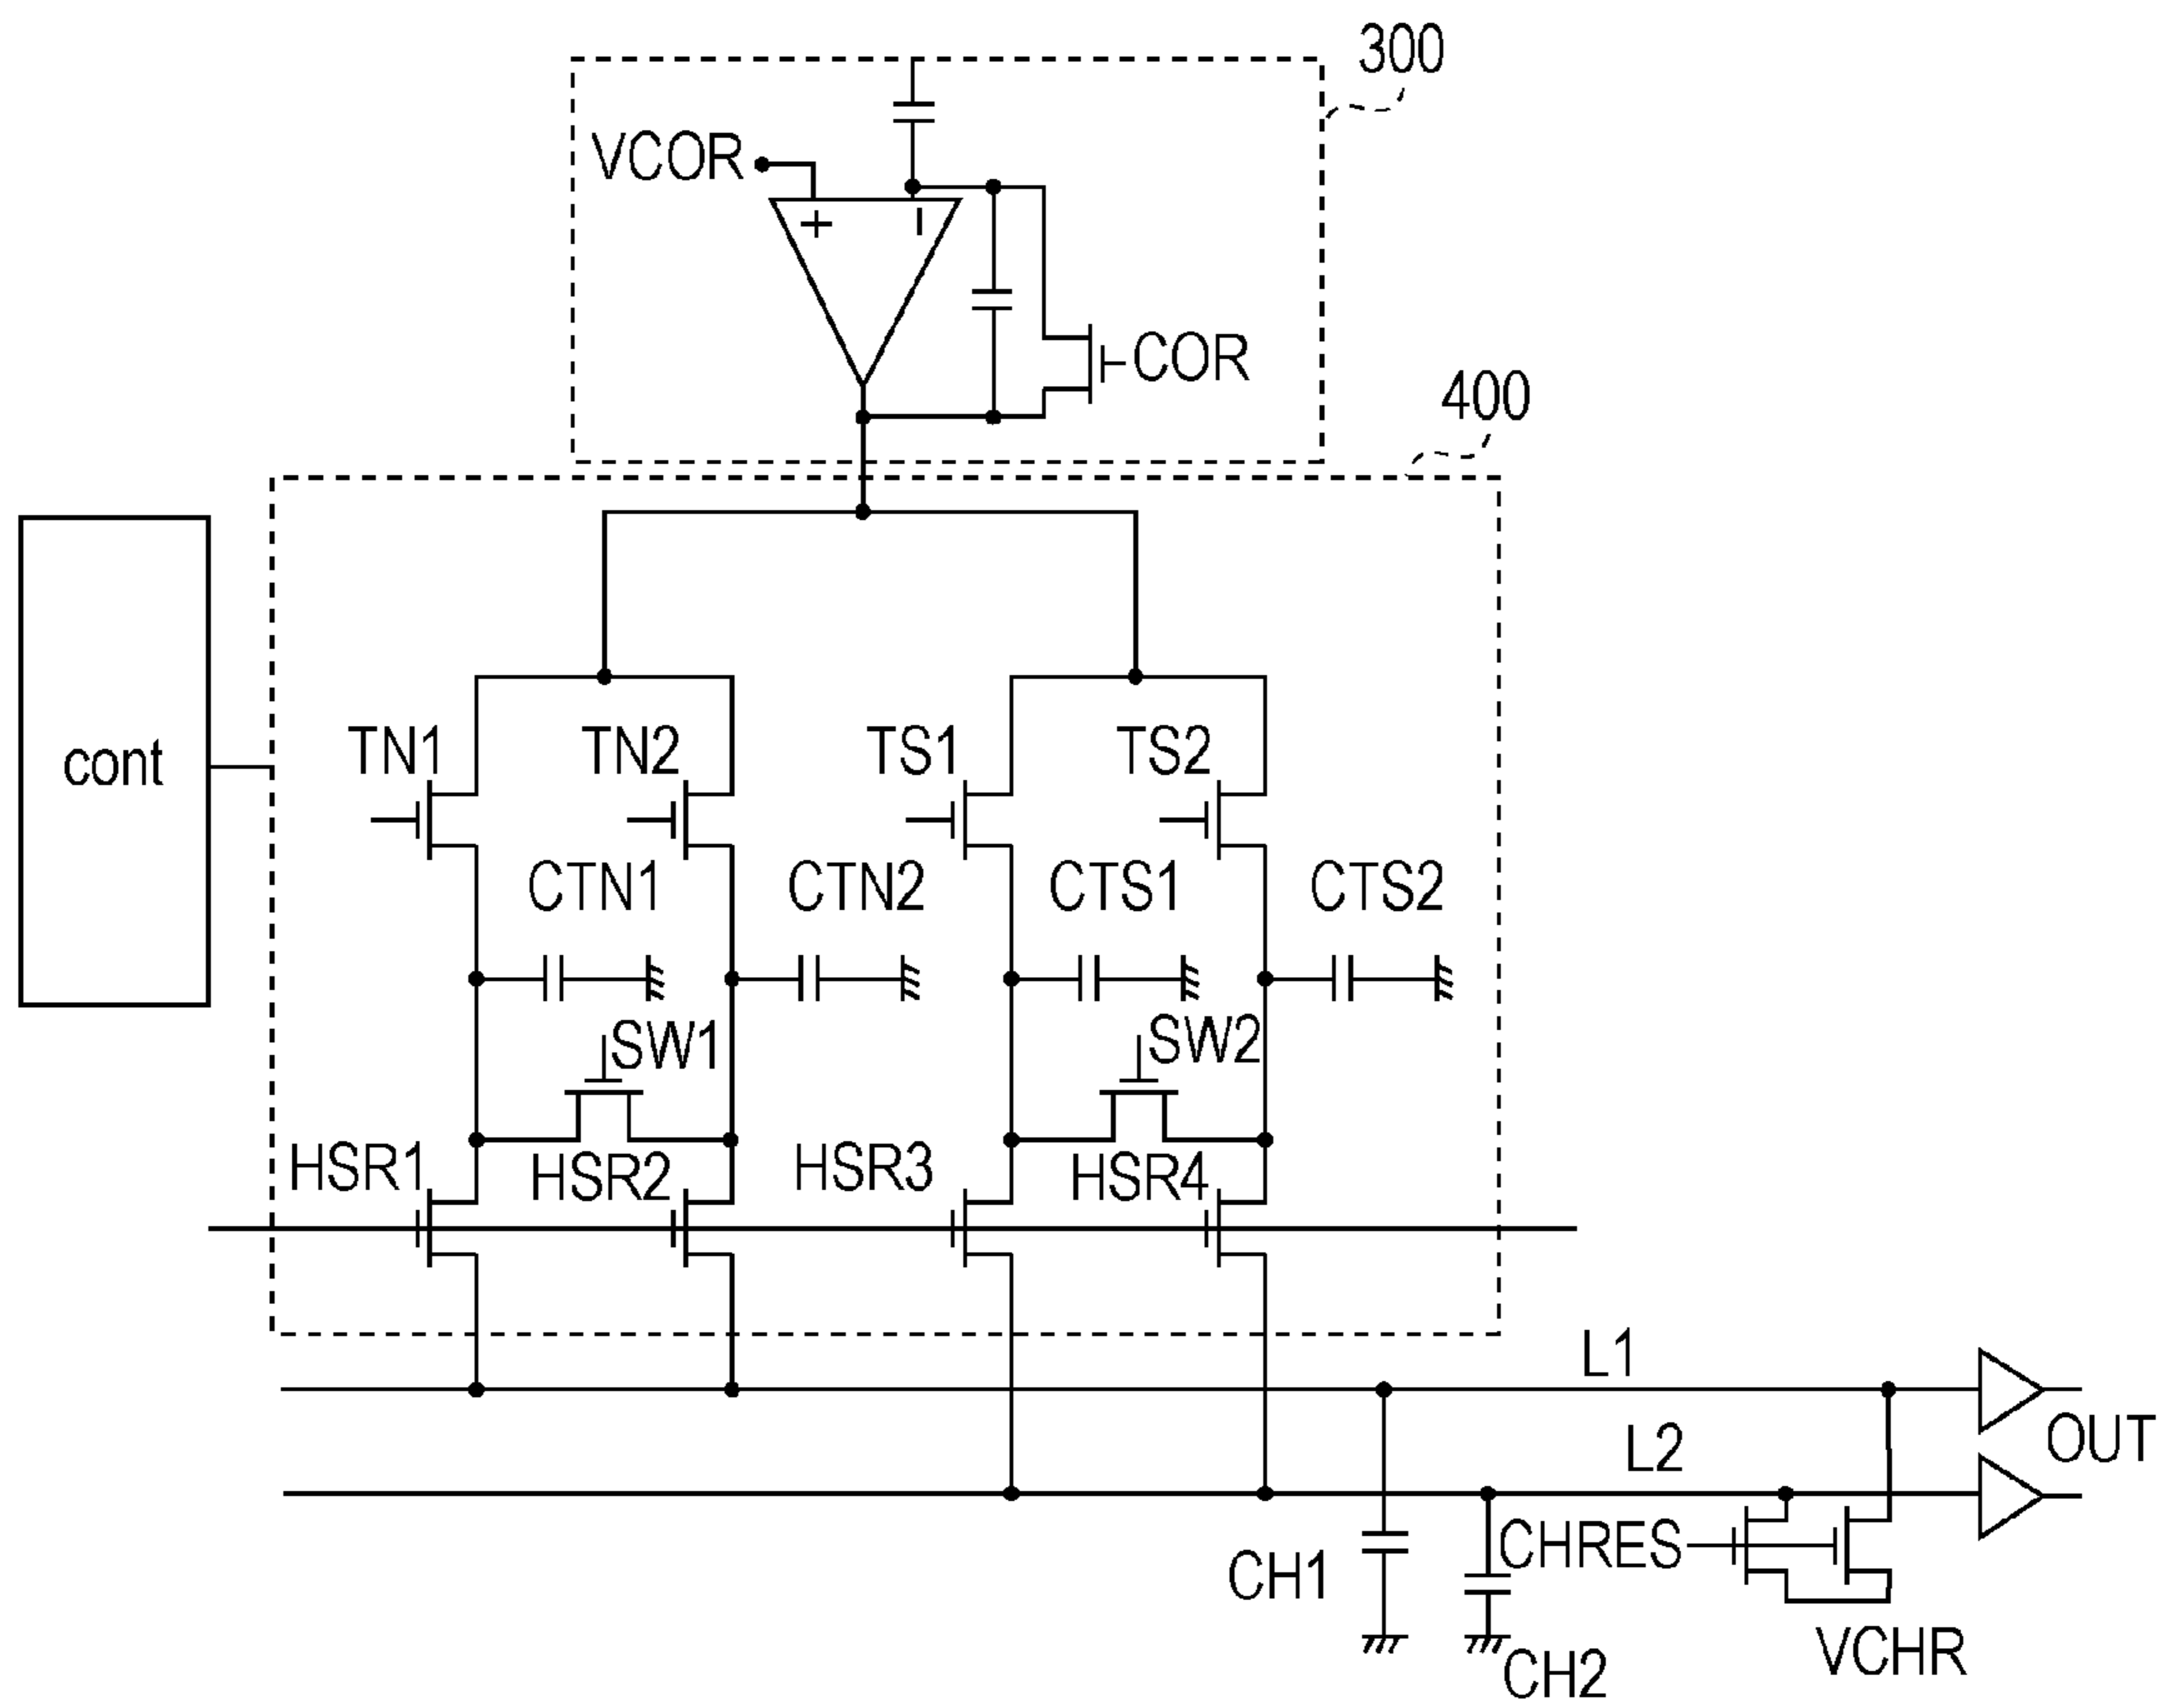 300
VCOR
+
−
COR
400
cont
TN1
TN2
TS1
TS2
CTN1
CTN2
CTS1
CTS2
SW1
SW2
HSR1
HSR2
HSR3
HSR4
L1
L2
OUT
CHRES
CH1
CH2
VCHR